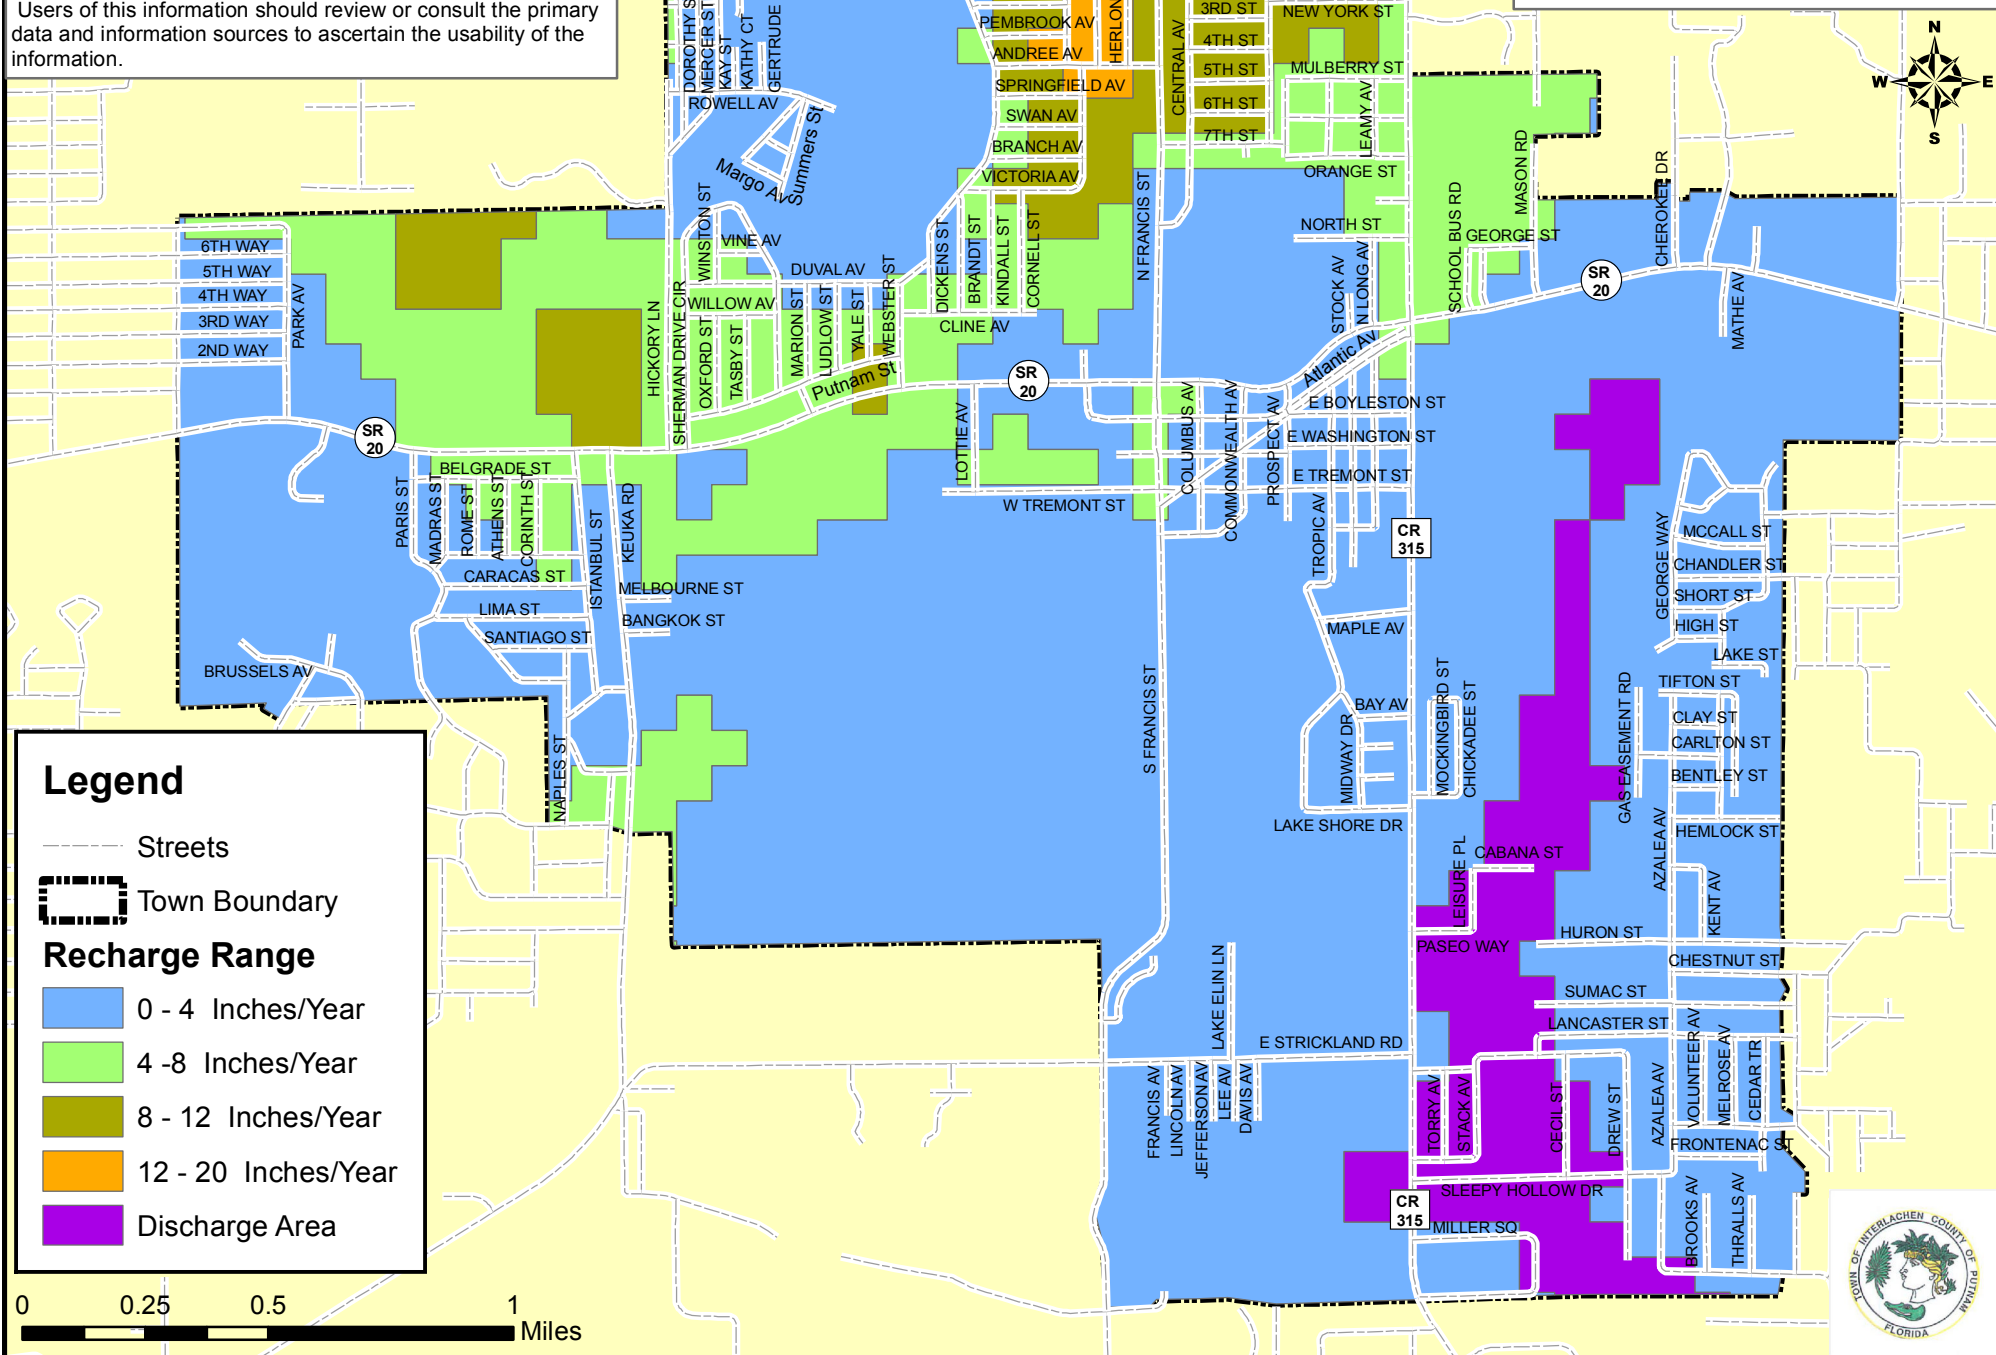 Users of this information should review or consult the primary
data and information sources to ascertain the usability of the
information.
N
W
E
S
DOROTHY S
MERCER ST
KAY ST
KATHY CT
GERTRUDE
ROWELL AV
Summers St
Margo Av
PEMBROOK AV
ANDREE AV
HERLON
SPRINGFIELD AV
SWAN AV
BRANCH AV
VICTORIA AV
CENTRAL AV
3RD ST
4TH ST
5TH ST
6TH ST
7TH ST
NEW YORK ST
MULBERRY ST
LEAMY AV
ORANGE ST
NORTH ST
MASON RD
SCHOOL BUS RD
GEORGE ST
CHEROKEE DR
MATHE AV
SR
20
6TH WAY
5TH WAY
4TH WAY
3RD WAY
2ND WAY
PARK AV
SR
20
HICKORY LN
SHERMAN DRIVE CIR
WINSTON ST
VINE AV
DUVAL AV
WILLOW AV
OXFORD ST
TASBY ST
MARION ST
LUDLOW ST
YALE ST
WEBSTER ST
Putnam St
DICKENS ST
BRANDT ST
KINDALL ST
CORNELL ST
CLINE AV
SR
20
N FRANCIS ST
STOCK AV
N LONG AV
Atlantic Av
LOTTIE AV
W TREMONT ST
COLUMBUS AV
COMMONWEALTH AV
PROSPECT AV
E BOYLESTON ST
E WASHINGTON ST
E TREMONT ST
TROPIC AV
CR
315
BELGRADE ST
PARIS ST
MADRAS ST
ROME ST
ATHENS ST
CORINTH ST
ISTANBUL ST
KEUKA RD
CARACAS ST
LIMA ST
SANTIAGO ST
MELBOURNE ST
BANGKOK ST
BRUSSELS AV
NAPLES ST
S FRANCIS ST
MAPLE AV
BAY AV
MIDWAY DR
MOCKINGBIRD ST
CHICKADEE ST
LAKE SHORE DR
GEORGE WAY
MCCALL ST
CHANDLER ST
SHORT ST
HIGH ST
LAKE ST
GAS EASEMENT RD
TIFTON ST
CLAY ST
CARLTON ST
BENTLEY ST
HEMLOCK ST
AZALEA AV
KENT AV
CABANA ST
LEISURE PL
PASEO WAY
HURON ST
CHESTNUT ST
SUMAC ST
LANCASTER ST
LAKE ELIN LN
E STRICKLAND RD
FRANCIS AV
LINCOLN AV
JEFFERSON AV
LEE AV
DAVIS AV
TORRY AV
STACK AV
CECIL ST
DREW ST
AZALEA AV
VOLUNTEER AV
MELROSE AV
CEDAR TR
FRONTENAC ST
SLEEPY HOLLOW DR
CR
315
MILLER SQ
BROOKS AV
THRALLS AV
Legend
Streets
Town Boundary
Recharge Range
0 - 4 Inches/Year
4 -8 Inches/Year
8 - 12 Inches/Year
12 - 20 Inches/Year
Discharge Area
0 0.25 0.5 1
Miles
TOWN OF INTERLACHEN COUNTY OF PUTNAM
FLORIDA